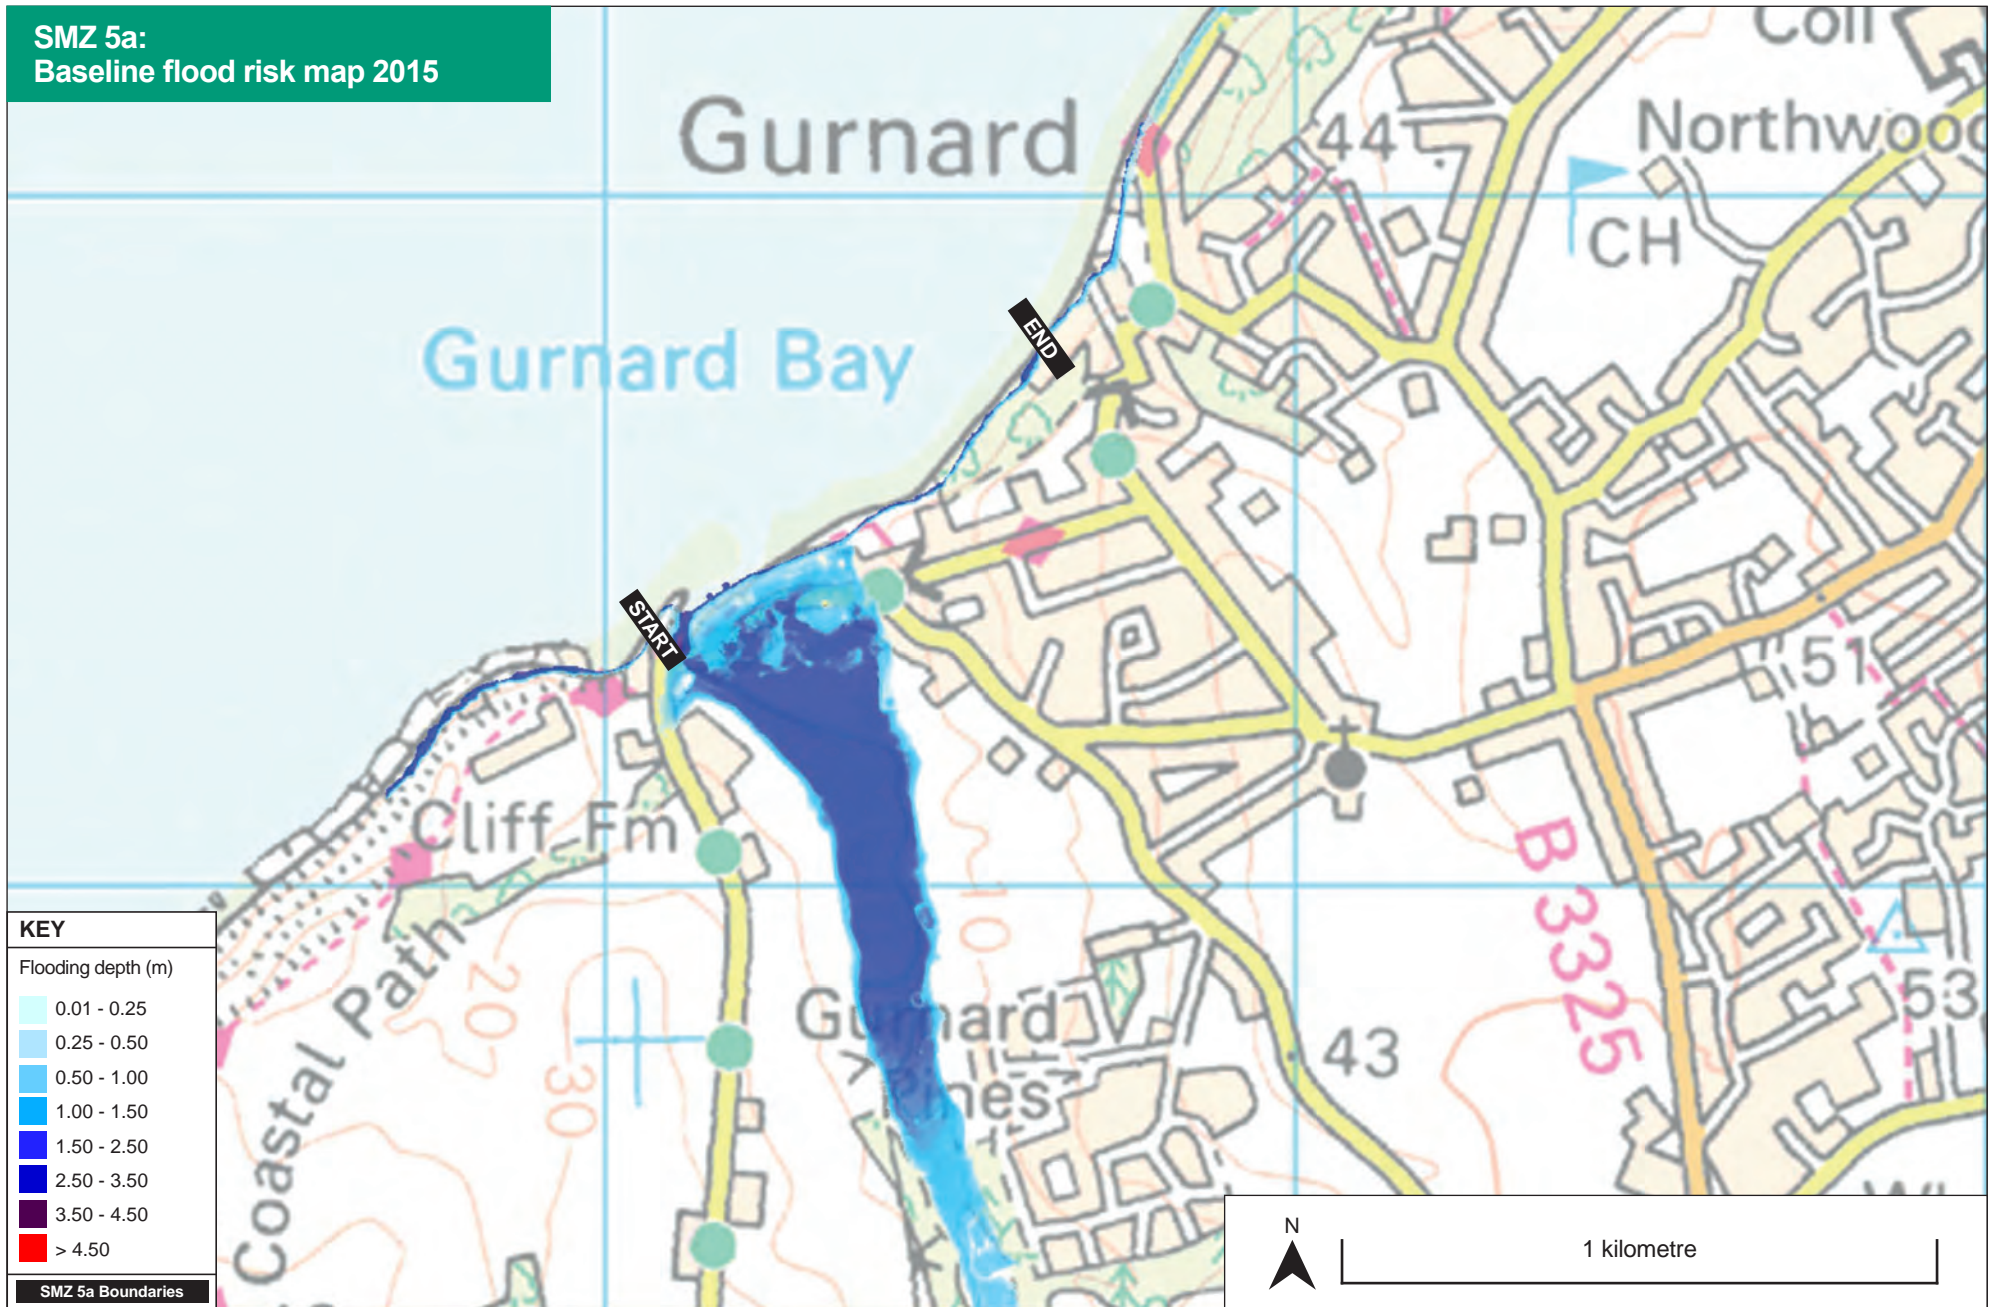 SMZ 5a:
Baseline flood risk map 2015
Coll
Gurnard
44
Northwood
CH
Gurnard Bay
END
START
51
Cliff Fm
B 3325
KEY
Flooding depth (m)
0.01 - 0.25
0.25 - 0.50
0.50 - 1.00
1.00 - 1.50
1.50 - 2.50
2.50 - 3.50
3.50 - 4.50
> 4.50
SMZ 5a Boundaries
Coastal Path
20
30
10
Gurnard
43
53
N
1 kilometre